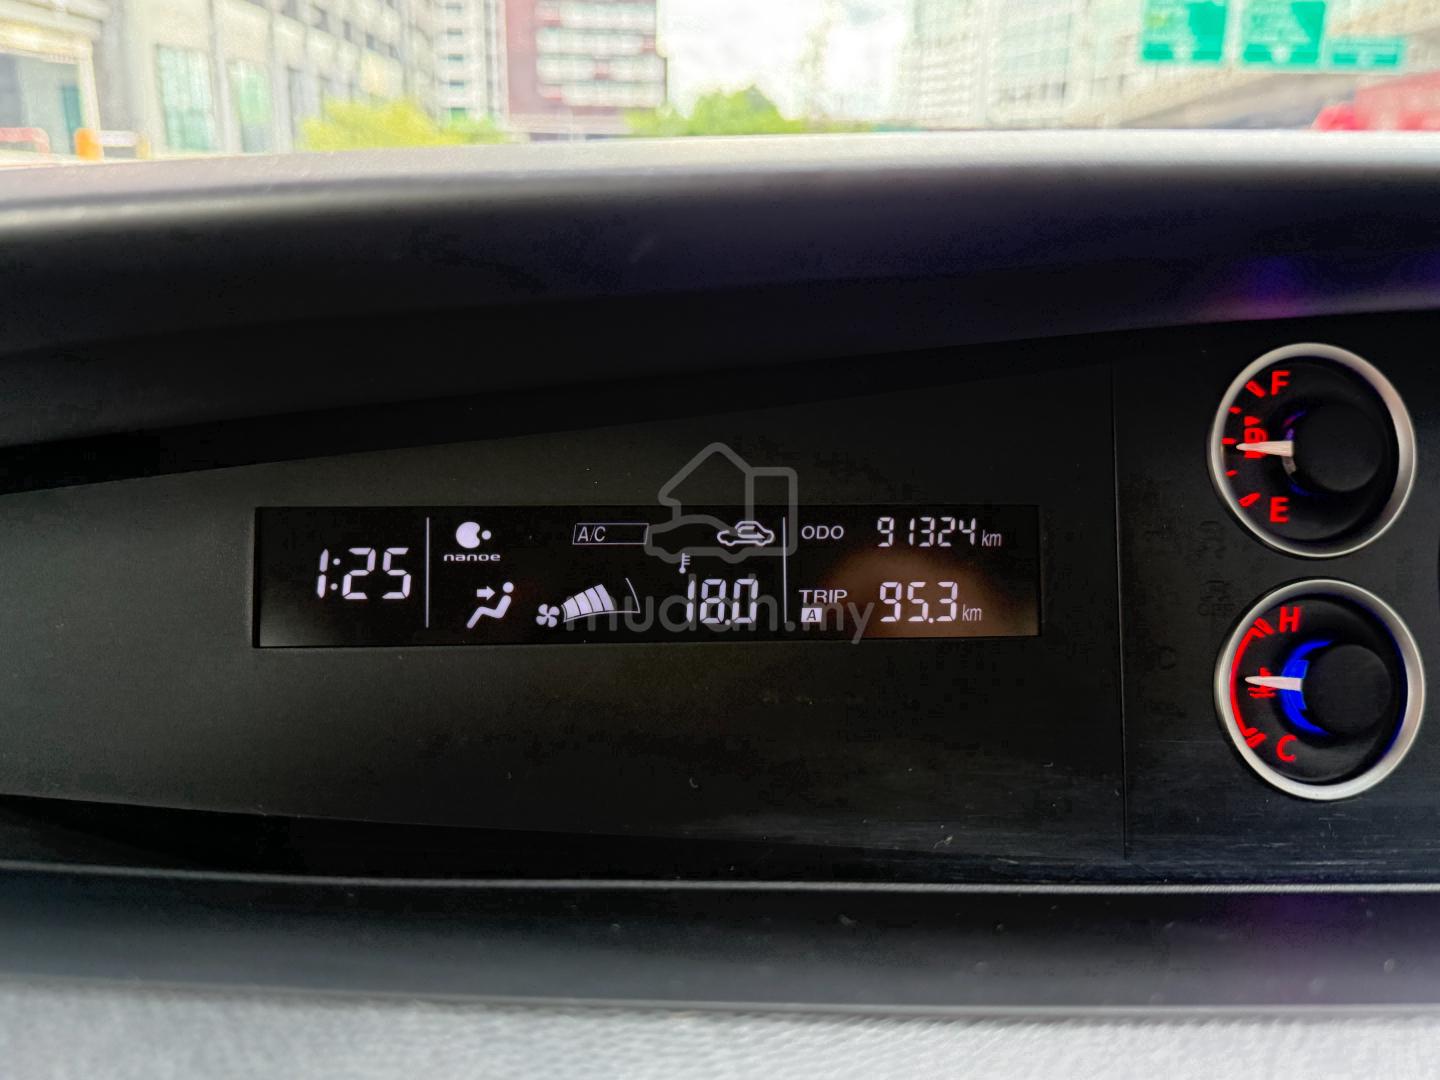 F
E
1:25
nanoe
A/C
18.0
ODO 91324 km
TRIP A 95.3 km
mudah.my
H
C